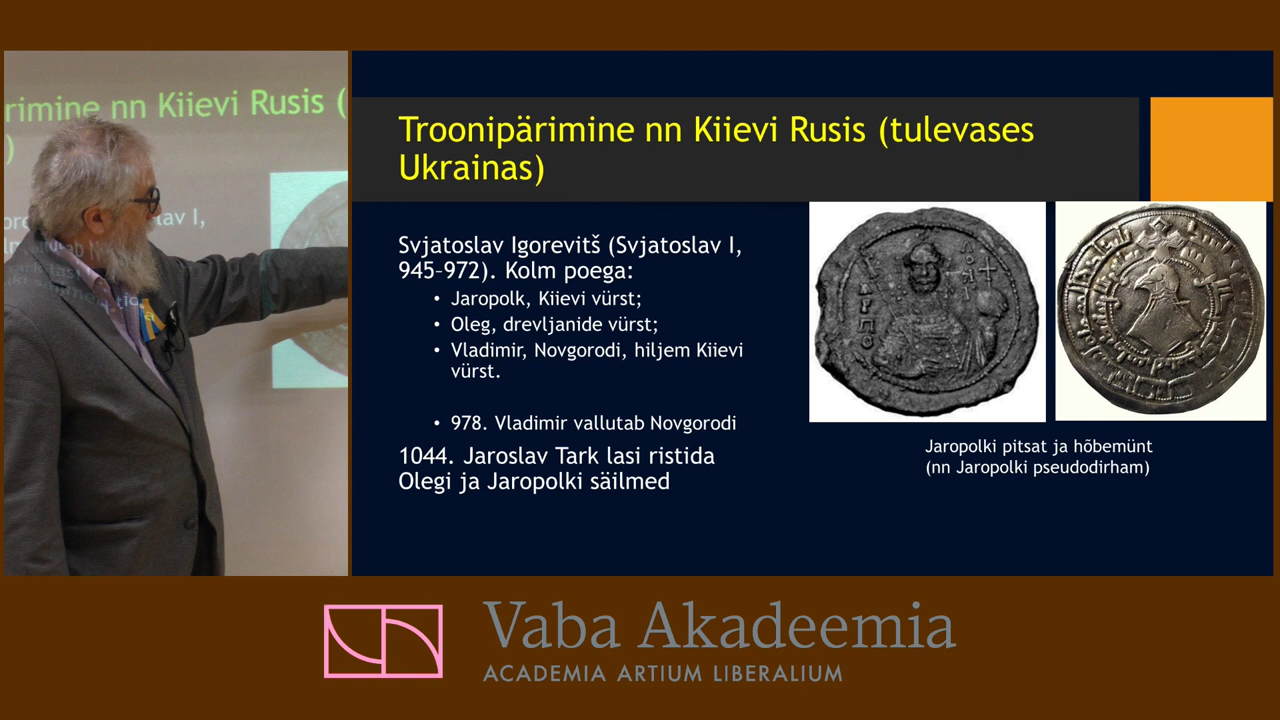 rimine nn Kiievi Rusis (
)
lav I,
Troonipärimine nn Kiievi Rusis (tulevases
Ukrainas)
Svjatoslav Igorevitš (Svjatoslav I,
945–972). Kolm poega:
• Jaropolk, Kiievi vürst;
• Oleg, drevljanide vürst;
• Vladimir, Novgorodi, hiljem Kiievi
vürst.
• 978. Vladimir vallutab Novgorodi
1044. Jaroslav Tark lasi ristida
Olegi ja Jaropolki säilmed
Jaropolki pitsat ja hõbemünt
(nn Jaropolki pseudodirham)
Vaba Akadeemia
ACADEMIA ARTIUM LIBERALIUM